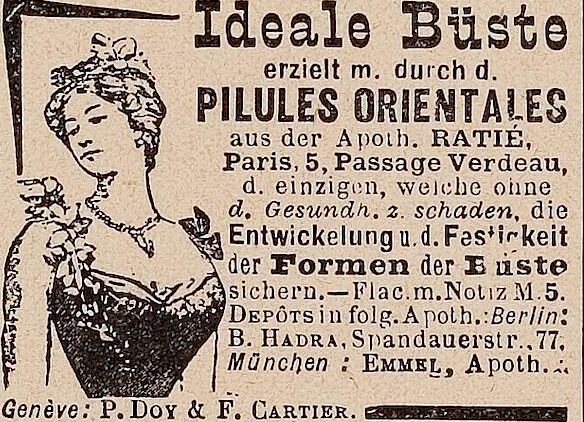 Ideale Büste
erzielt m. durch d.
PILULES ORIENTALES
aus der Apoth. RATIÉ,
Paris, 5, Passage Verdeau,
d. einzigen, welche ohne
d. Gesundh. z. schaden, die
Entwickelung u. d. Festigkeit
der Formen der Büste
sichern.—Flac. m. Notiz M. 5.
DEPÔTS in folg. Apoth.: Berlin:
B. HADRA, Spandauerstr., 77.
München : EMMEL, Apoth.
Genève: P. DOY & F. CARTIER.